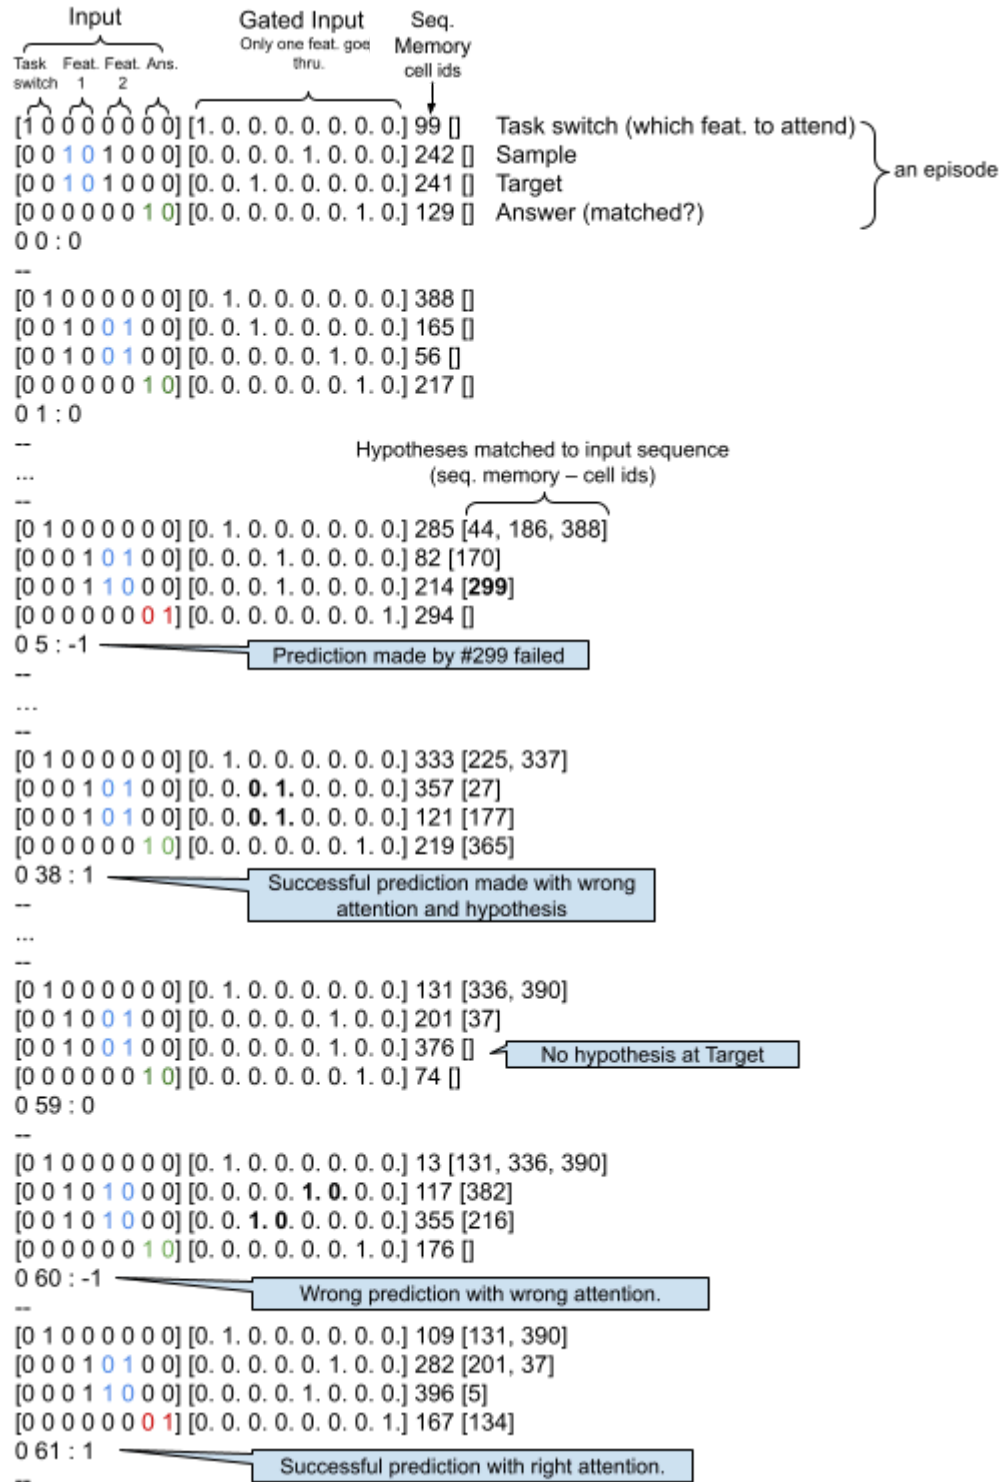 Input
Gated Input
Seq.
Only one feat. goe
Memory
thru.
cell ids
Task Feat. Feat. Ans.
switch 1 2
[1 0 0 0 0 0 0 0] [1. 0. 0. 0. 0. 0. 0. 0.] 99 [] Task switch (which feat. to attend)
[0 0 1 0 1 0 0 0] [0. 0. 0. 0. 1. 0. 0. 0.] 242 [] Sample
an episode
[0 0 1 0 1 0 0 0] [0. 0. 1. 0. 0. 0. 0. 0.] 241 [] Target
[0 0 0 0 0 0 1 0] [0. 0. 0. 0. 0. 0. 1. 0.] 129 [] Answer (matched?)
0 0 : 0
--
[0 1 0 0 0 0 0 0] [0. 1. 0. 0. 0. 0. 0. 0.] 388 []
[0 0 1 0 0 1 0 0] [0. 0. 1. 0. 0. 0. 0. 0.] 165 []
[0 0 1 0 0 1 0 0] [0. 0. 0. 0. 0. 1. 0. 0.] 56 []
[0 0 0 0 0 0 1 0] [0. 0. 0. 0. 0. 0. 1. 0.] 217 []
0 1 : 0
--
Hypotheses matched to input sequence
(seq. memory – cell ids)
...
--
[0 1 0 0 0 0 0 0] [0. 1. 0. 0. 0. 0. 0. 0.] 285 [44, 186, 388]
[0 0 0 1 0 1 0 0] [0. 0. 0. 1. 0. 0. 0. 0.] 82 [170]
[0 0 0 1 1 0 0 0] [0. 0. 0. 1. 0. 0. 0. 0.] 214 [299]
[0 0 0 0 0 0 0 1] [0. 0. 0. 0. 0. 0. 0. 1.] 294 []
0 5 : -1
Prediction made by #299 failed
--
...
--
[0 1 0 0 0 0 0 0] [0. 1. 0. 0. 0. 0. 0. 0.] 333 [225, 337]
[0 0 0 1 0 1 0 0] [0. 0. 0. 1. 0. 0. 0. 0.] 357 [27]
[0 0 0 1 0 1 0 0] [0. 0. 0. 1. 0. 0. 0. 0.] 121 [177]
[0 0 0 0 0 0 1 0] [0. 0. 0. 0. 0. 0. 1. 0.] 219 [365]
0 38 : 1
Successful prediction made with wrong
attention and hypothesis
--
...
--
[0 1 0 0 0 0 0 0] [0. 1. 0. 0. 0. 0. 0. 0.] 131 [336, 390]
[0 0 1 0 0 1 0 0] [0. 0. 0. 0. 0. 1. 0. 0.] 201 [37]
[0 0 1 0 0 1 0 0] [0. 0. 0. 0. 0. 1. 0. 0.] 376 []
No hypothesis at Target
[0 0 0 0 0 0 1 0] [0. 0. 0. 0. 0. 0. 1. 0.] 74 []
0 59 : 0
--
[0 1 0 0 0 0 0 0] [0. 1. 0. 0. 0. 0. 0. 0.] 13 [131, 336, 390]
[0 0 1 0 1 0 0 0] [0. 0. 0. 0. 1. 0. 0. 0.] 117 [382]
[0 0 1 0 1 0 0 0] [0. 0. 1. 0. 0. 0. 0. 0.] 355 [216]
[0 0 0 0 0 0 1 0] [0. 0. 0. 0. 0. 0. 1. 0.] 176 []
0 60 : -1
Wrong prediction with wrong attention.
--
[0 1 0 0 0 0 0 0] [0. 1. 0. 0. 0. 0. 0. 0.] 109 [131, 390]
[0 0 0 1 0 1 0 0] [0. 0. 0. 0. 0. 1. 0. 0.] 282 [201, 37]
[0 0 0 1 1 0 0 0] [0. 0. 0. 0. 1. 0. 0. 0.] 396 [5]
[0 0 0 0 0 0 0 1] [0. 0. 0. 0. 0. 0. 0. 1.] 167 [134]
0 61 : 1
Successful prediction with right attention.
--